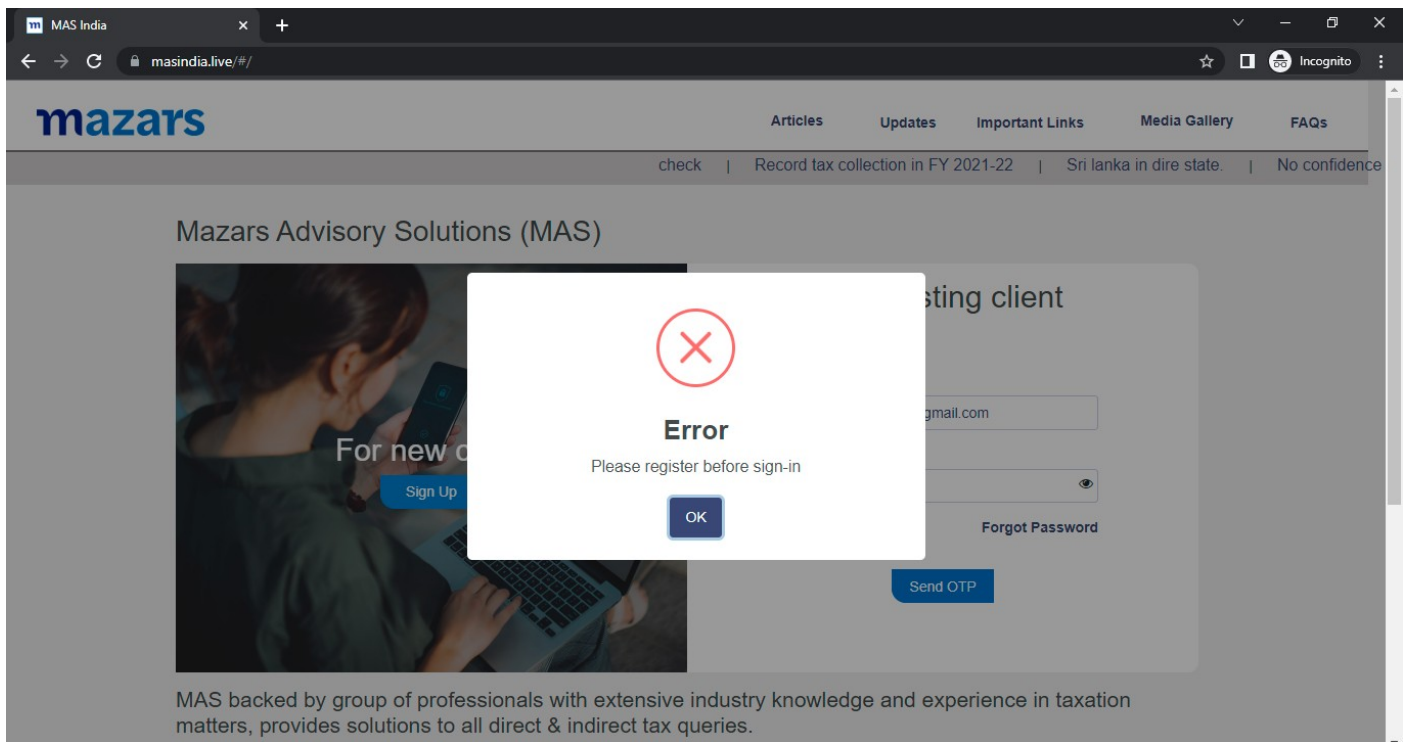 m MAS India
masindia.live/#/
Incognito
mazars
Articles Updates Important Links Media Gallery FAQs
check | Record tax collection in FY 2021-22 | Sri lanka in dire state. | No confidence
Mazars Advisory Solutions (MAS)
sting client
For new c
Sign Up
gmail.com
Error
Please register before sign-in
OK
Forgot Password
Send OTP
MAS backed by group of professionals with extensive industry knowledge and experience in taxation
matters, provides solutions to all direct & indirect tax queries.